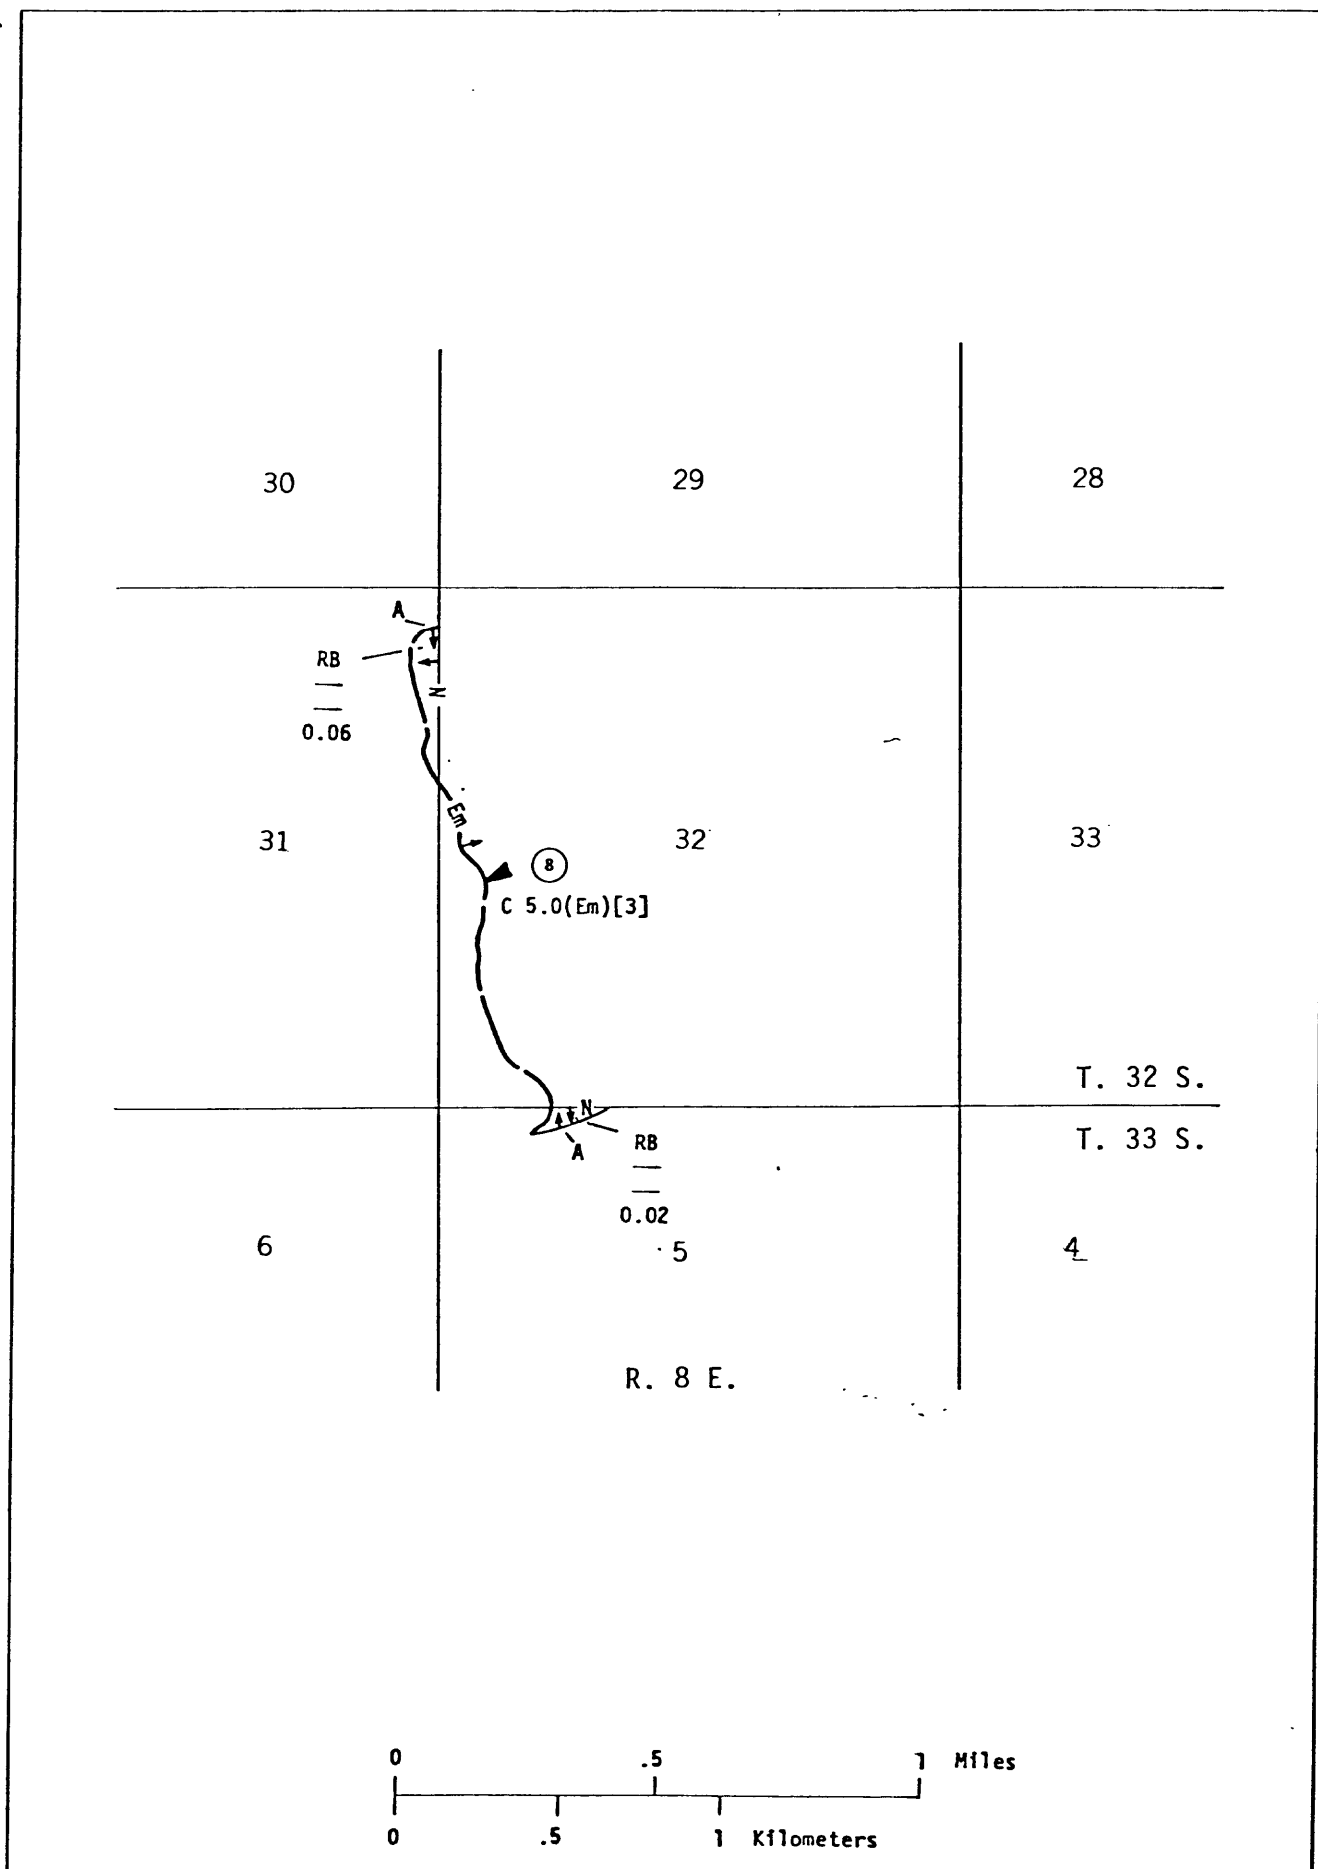 30 29 28
A
RB
0.06
N
Em
31 32 33
8
C 5.0(Em)[3]
T. 32 S.
N
T. 33 S.
RB
A
0.02
6 5 4
R. 8 E.
0 .5 1 Miles
0 .5 1 Kilometers